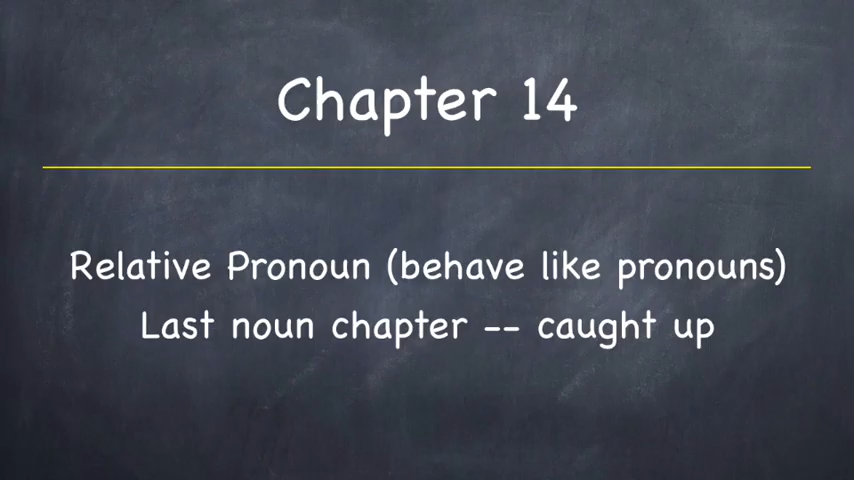 Chapter 14
Relative Pronoun (behave like pronouns)
Last noun chapter -- caught up